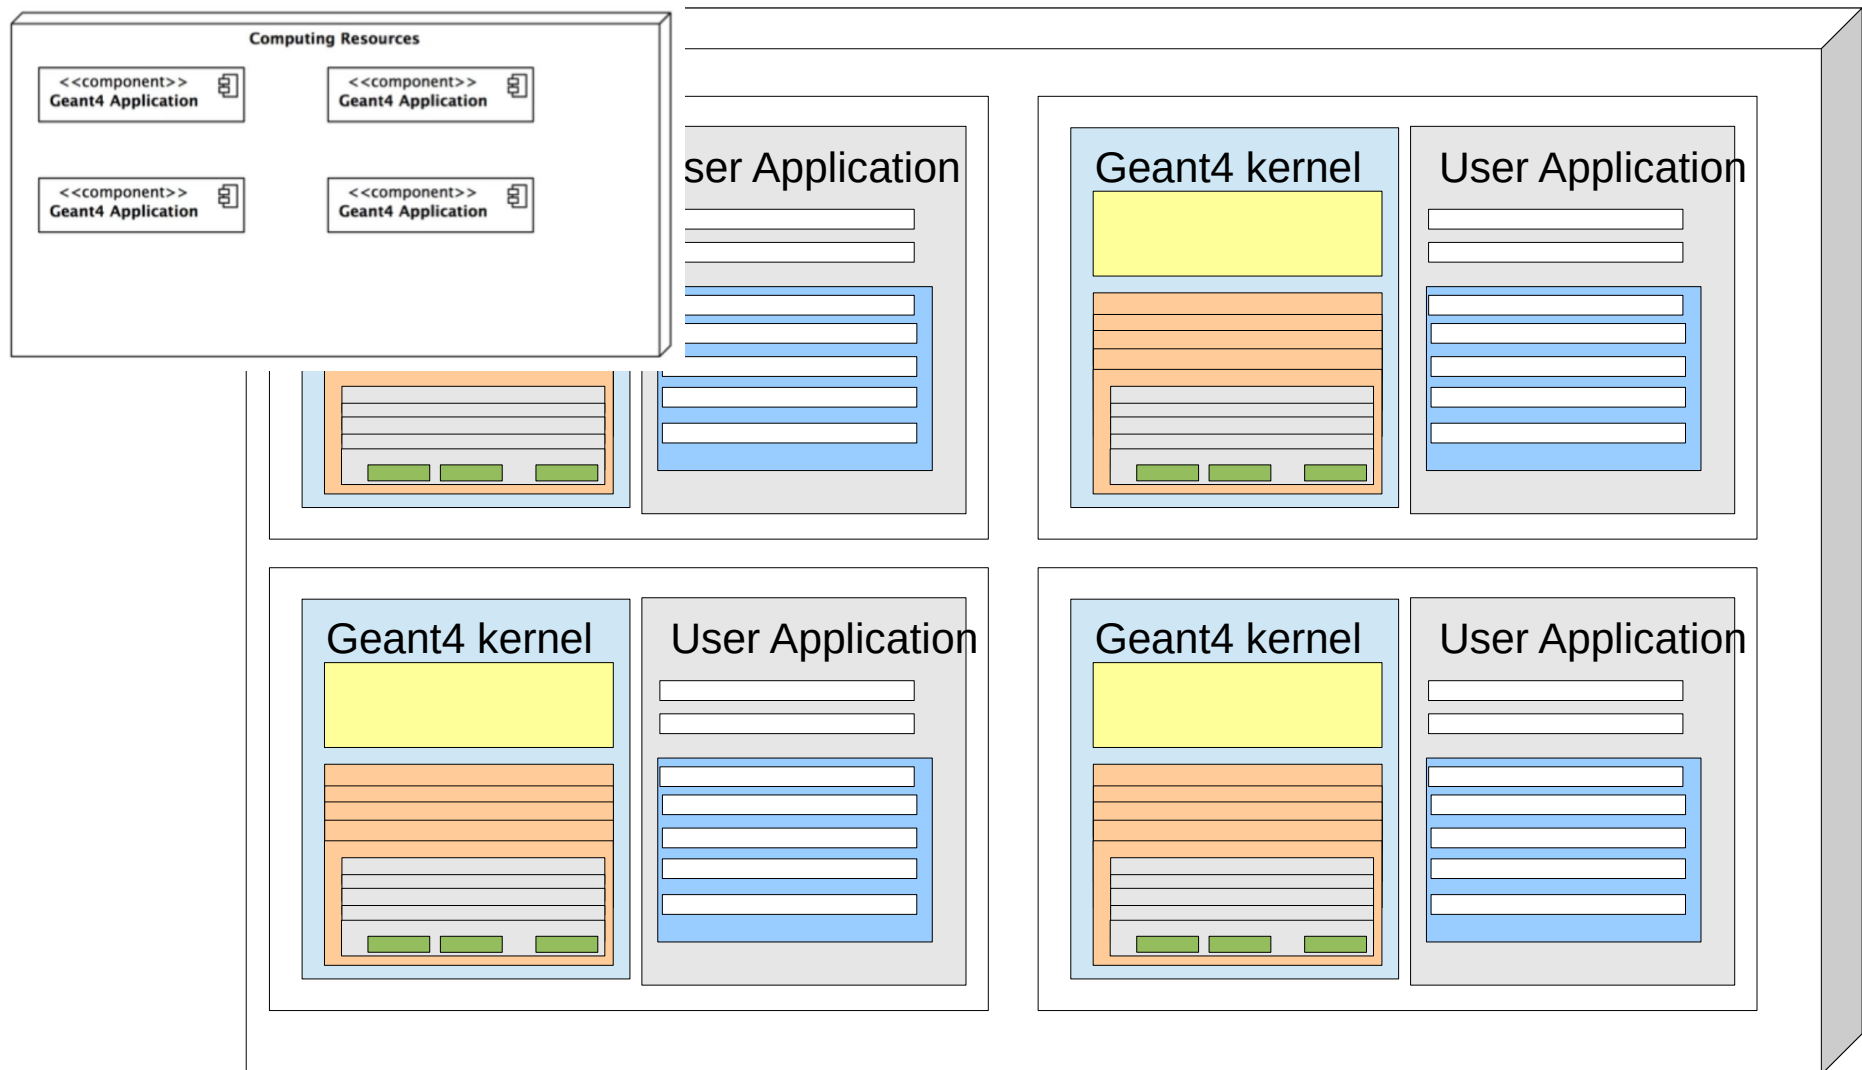 Computing Resources
<<component>>
Geant4 Application
<<component>>
Geant4 Application
<<component>>
Geant4 Application
<<component>>
Geant4 Application
ser Application
Geant4 kernel
User Application
Geant4 kernel
User Application
Geant4 kernel
User Application